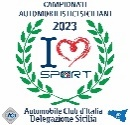 CAMPIONATI
AUTOMOBILISTICI SICILIANI
2023
I
SPORT
Automobile Club d'Italia
Delegazione Sicilia